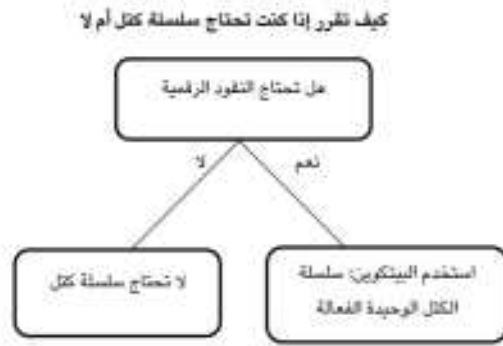 كيف تقرر إذا كنت تحتاج سلسلة كتل أم لا
هل تحتاج النقود الرقمية
لا
نعم
لا تحتاج سلسلة كتل
استخدم البيتكوين: سلسلة
الكتل الوحيدة الفعالة